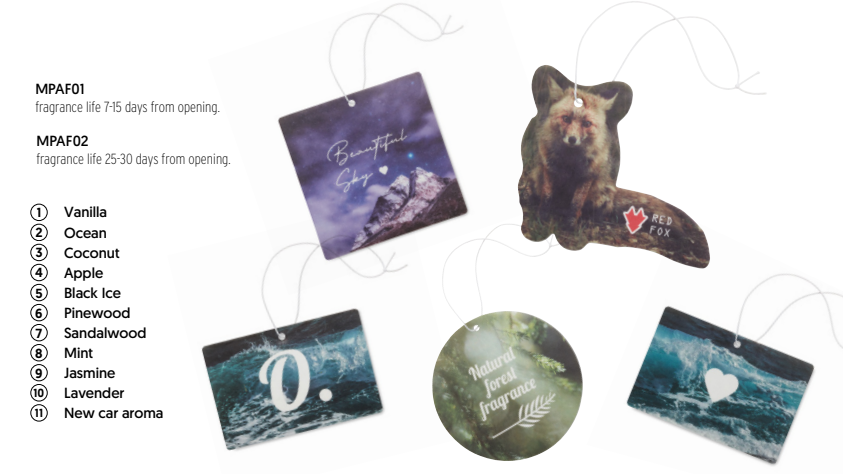 MPAF01
fragrance life 7-15 days from opening.
MPAF02
fragrance life 25-30 days from opening.
1 Vanilla
2 Ocean
3 Coconut
4 Apple
5 Black Ice
6 Pinewood
7 Sandalwood
8 Mint
9 Jasmine
10 Lavender
11 New car aroma
Beautiful
Sky
RED
FOX
O.
Natural
forest
fragrance